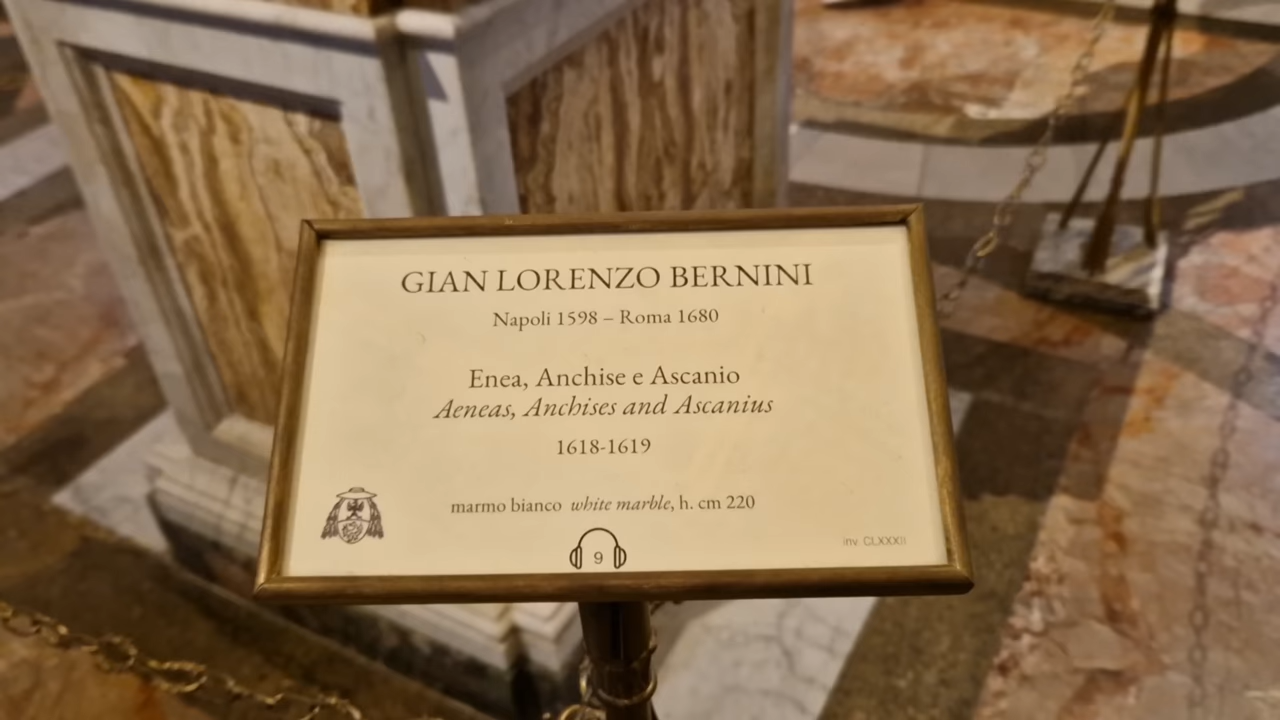 GIAN LORENZO BERNINI
Napoli 1598 – Roma 1680
Enea, Anchise e Ascanio
Aeneas, Anchises and Ascanius
1618-1619
marmo bianco white marble, h. cm 220
9
inv. CLXXXII